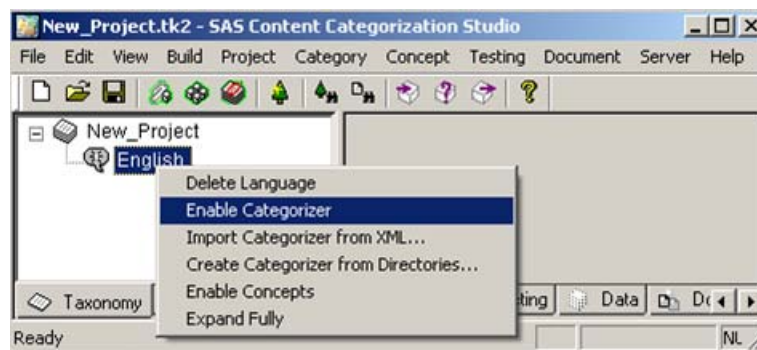 New_Project.tk2 - SAS Content Categorization Studio
File Edit View Build Project Category Concept Testing Document Server Help
New_Project
English
Delete Language
Enable Categorizer
Import Categorizer from XML...
Create Categorizer from Directories...
Enable Concepts
Expand Fully
Taxonomy Data
Ready